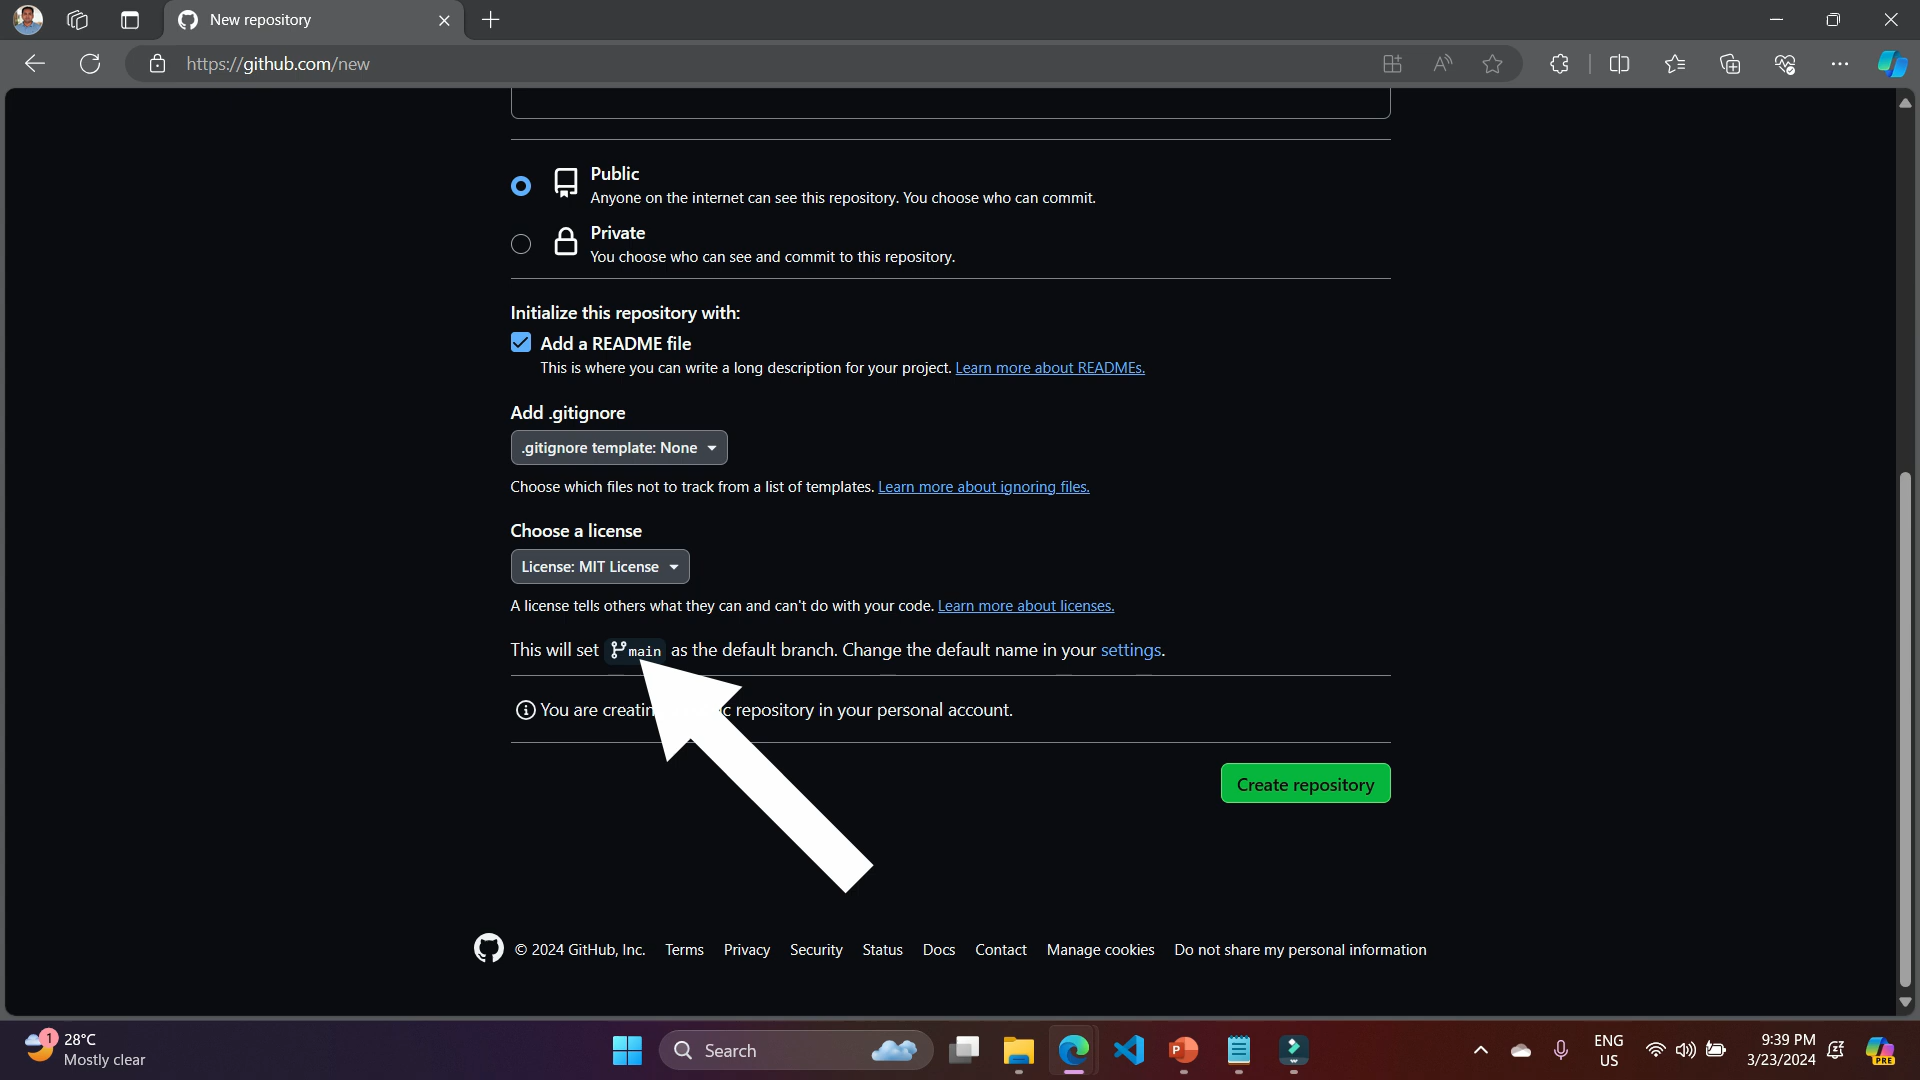 New repository
https://github.com/new
Public
Anyone on the internet can see this repository. You choose who can commit.
Private
You choose who can see and commit to this repository.
Initialize this repository with:
Add a README file
This is where you can write a long description for your project. Learn more about READMEs.
Add .gitignore
.gitignore template: None
Choose which files not to track from a list of templates. Learn more about ignoring files.
Choose a license
License: MIT License
A license tells others what they can and can't do with your code. Learn more about licenses.
This will set main as the default branch. Change the default name in your settings.
You are repository in your personal account.
Create repository
© 2024 GitHub, Inc. Terms Privacy Security Status Docs Contact Manage cookies Do not share my personal information
1
28°C
Mostly clear
Search
P
ENG
US
9:39 PM
3/23/2024
PRE